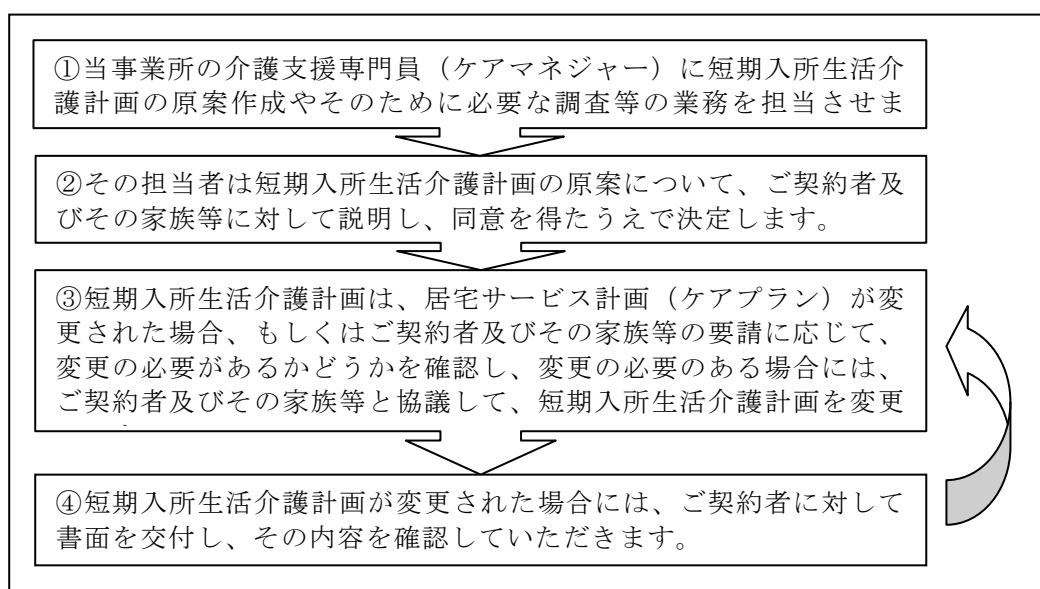 ①当事業所の介護支援専門員（ケアマネジャー）に短期入所生活介
護計画の原案作成やそのために必要な調査等の業務を担当させま
②その担当者は短期入所生活介護計画の原案について、ご契約者及
びその家族等に対して説明し、同意を得たうえで決定します。
③短期入所生活介護計画は、居宅サービス計画（ケアプラン）が変
更された場合、もしくはご契約者及びその家族等の要請に応じて、
変更の必要があるかどうかを確認し、変更の必要のある場合には、
ご契約者及びその家族等と協議して、短期入所生活介護計画を変更
④短期入所生活介護計画が変更された場合には、ご契約者に対して
書面を交付し、その内容を確認していただきます。